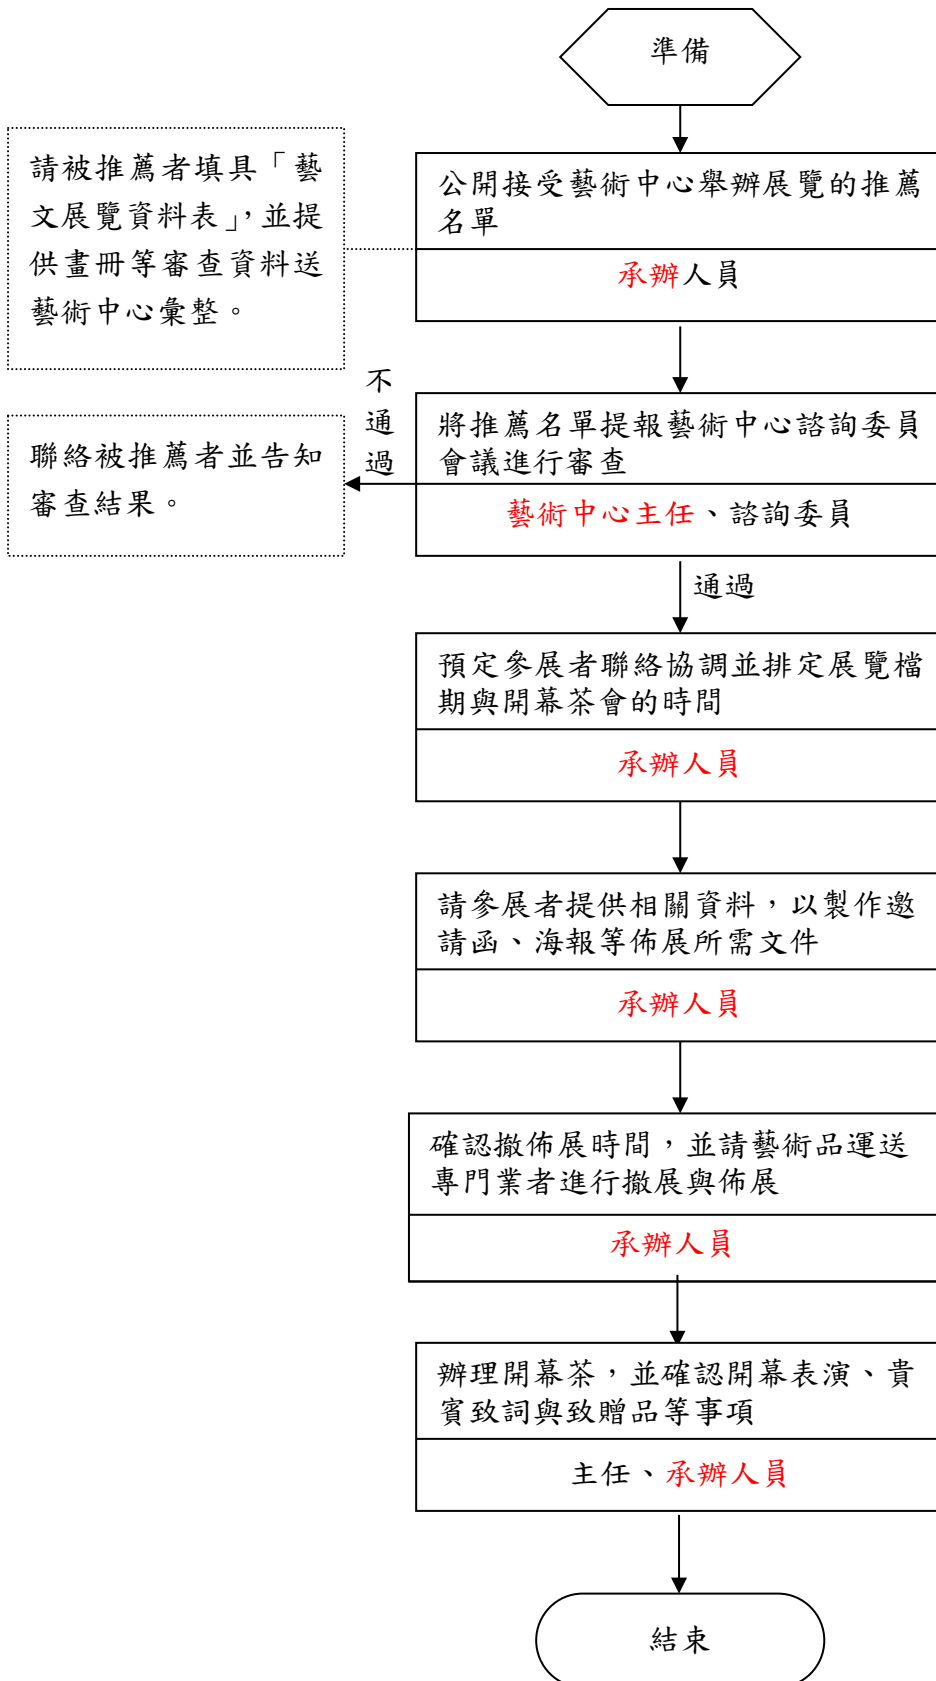 準備
公開接受藝術中心舉辦展覽的推薦
名單
承辦人員
請被推薦者填具「藝
文展覽資料表」，並提
供畫冊等審查資料送
藝術中心彙整。
將推薦名單提報藝術中心諮詢委員
會議進行審查
藝術中心主任、諮詢委員
不
通
過
聯絡被推薦者並告知
審查結果。
通過
預定參展者聯絡協調並排定展覽檔
期與開幕茶會的時間
承辦人員
請參展者提供相關資料，以製作邀
請函、海報等佈展所需文件
承辦人員
確認撤佈展時間，並請藝術品運送
專門業者進行撤展與佈展
承辦人員
辦理開幕茶，並確認開幕表演、貴
賓致詞與致贈品等事項
主任、承辦人員
結束